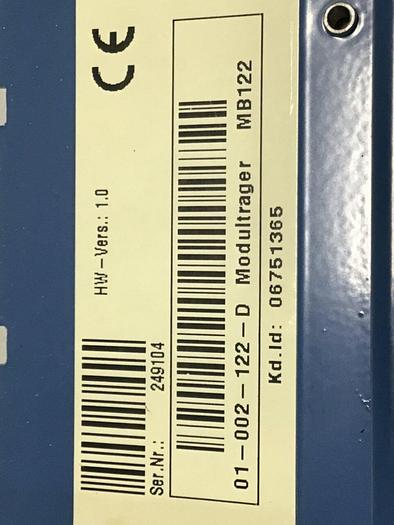 HW-Vers.: 1.0
CE
Ser.Nr.: 249104
01-002-122-D Modultrager MB122
Kd.Id: 06751365